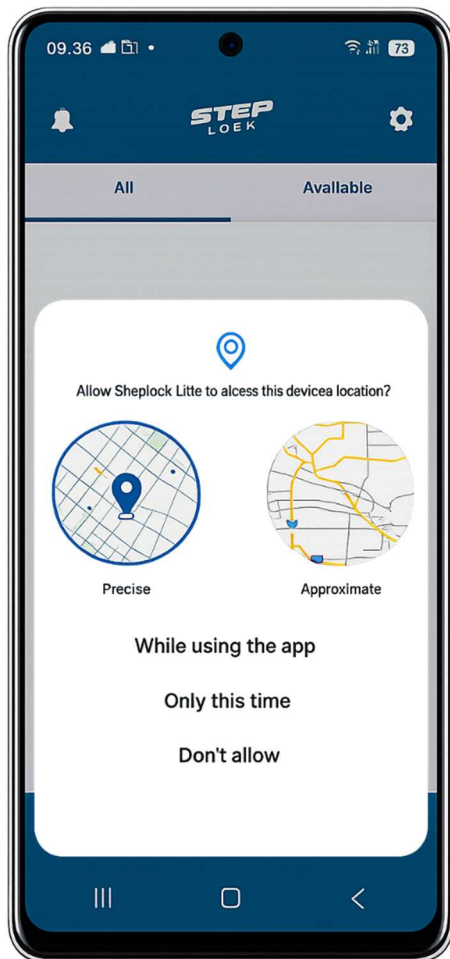 09.36
73
STEP
LOEK
All
Available
Allow Sheplock Litte to alcess this devicea location?
Precise
Approximate
While using the app
Only this time
Don't allow